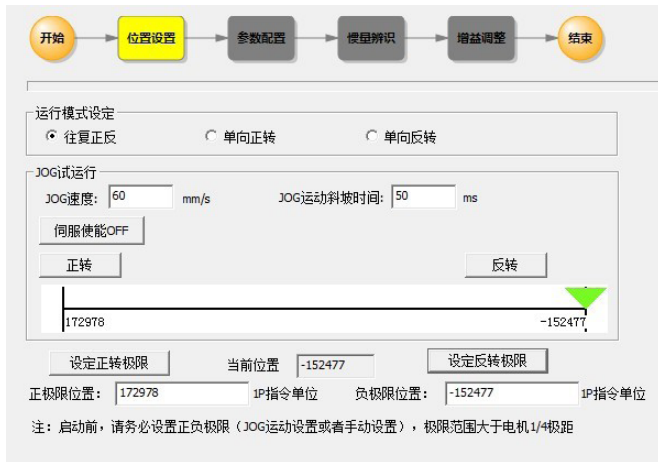 开始 位置设置 参数配置 惯量辨识 增益调整 结束
运行模式设定
往复正反 单向正转 单向反转
JOG试运行
JOG速度: 60 mm/s JOG运动斜坡时间: 50 ms
伺服使能OFF
正转 反转
172978 -152477
设定正转极限 当前位置 -152477 设定反转极限
正极限位置: 172978 1P指令单位 负极限位置: -152477 1P指令单位
注：启动前，请务必设置正负极限（JOG运动设置或者手动设置），极限范围大于电机1/4极距